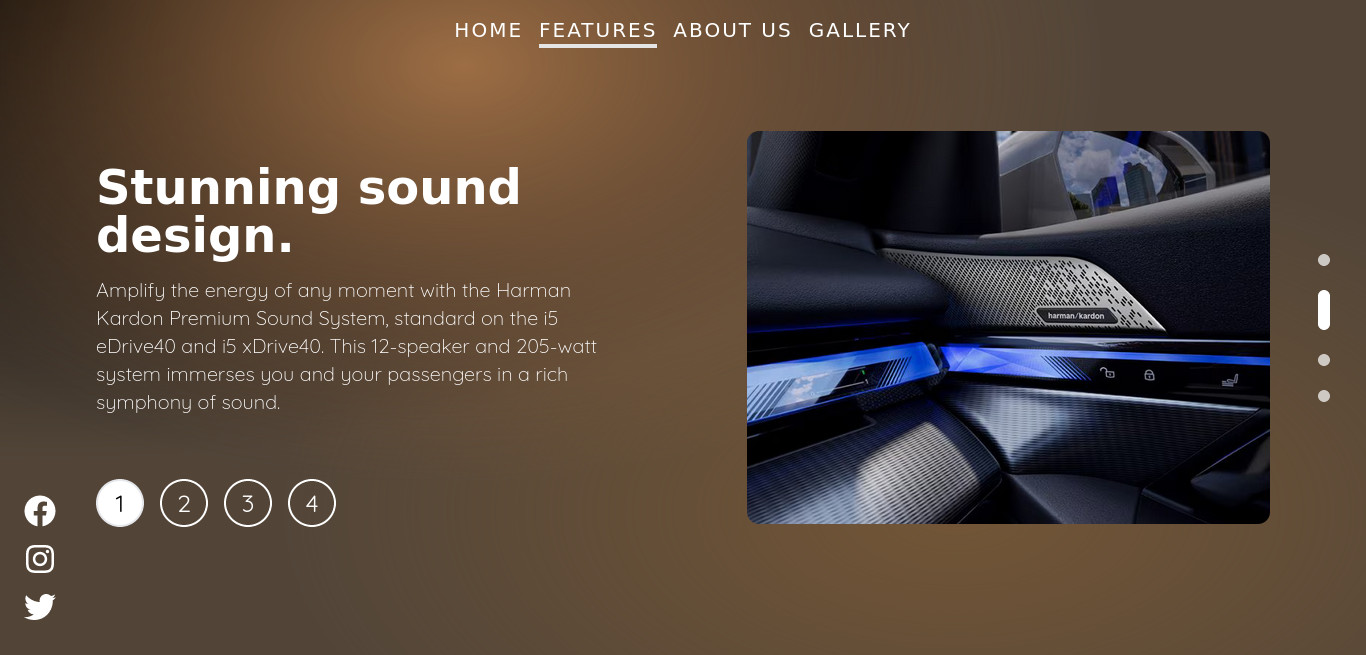 HOME FEATURES ABOUT US GALLERY
Stunning sound
design.
Amplify the energy of any moment with the Harman
Kardon Premium Sound System, standard on the i5
eDrive40 and i5 xDrive40. This 12-speaker and 205-watt
system immerses you and your passengers in a rich
symphony of sound.
1 2 3 4
harman/kardon